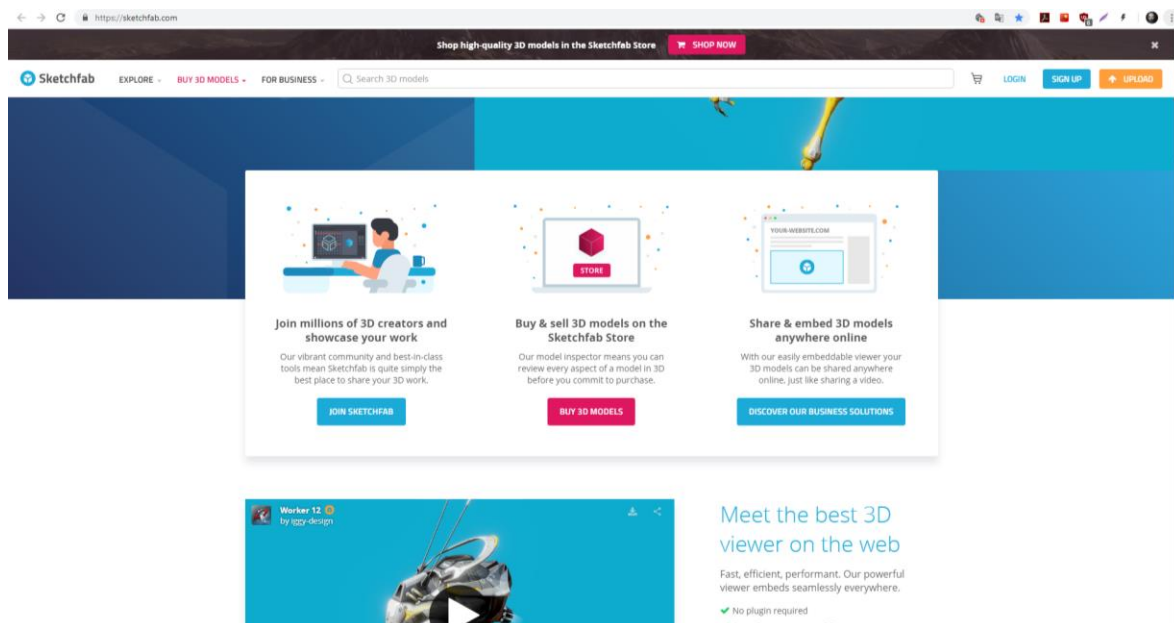 https://sketchfab.com
Shop high-quality 3D models in the Sketchfab Store SHOP NOW
Sketchfab EXPLORE BUY 3D MODELS FOR BUSINESS Search 3D models LOGIN SIGN UP UPLOAD
STORE
YOUR-WEBSITE.COM
Join millions of 3D creators and
showcase your work
Our vibrant community and best-in-class
tools mean Sketchfab is quite simply the
best place to share your 3D work.
JOIN SKETCHFAB
Buy & sell 3D models on the
Sketchfab Store
Our model inspector means you can
review every aspect of a model in 3D
before you commit to purchase.
BUY 3D MODELS
Share & embed 3D models
anywhere online
With our easily embeddable viewer your
3D models can be shared anywhere
online, just like sharing a video.
DISCOVER OUR BUSINESS SOLUTIONS
Worker 12
by iggy-design
Meet the best 3D
viewer on the web
Fast, efficient, performant. Our powerful
viewer embeds seamlessly everywhere.
No plugin required